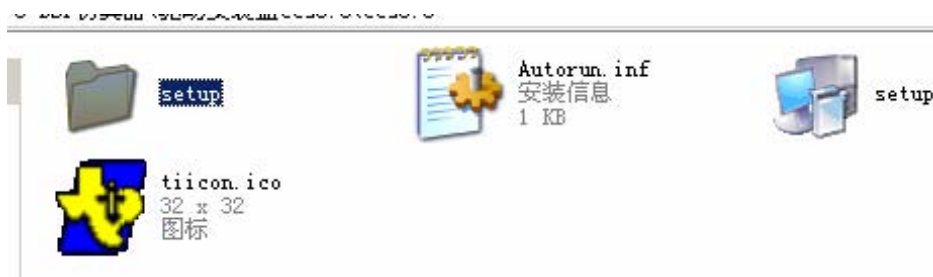 setup
Autorun.inf
安装信息
1 KB
setup
tiicon.ico
32 x 32
图标